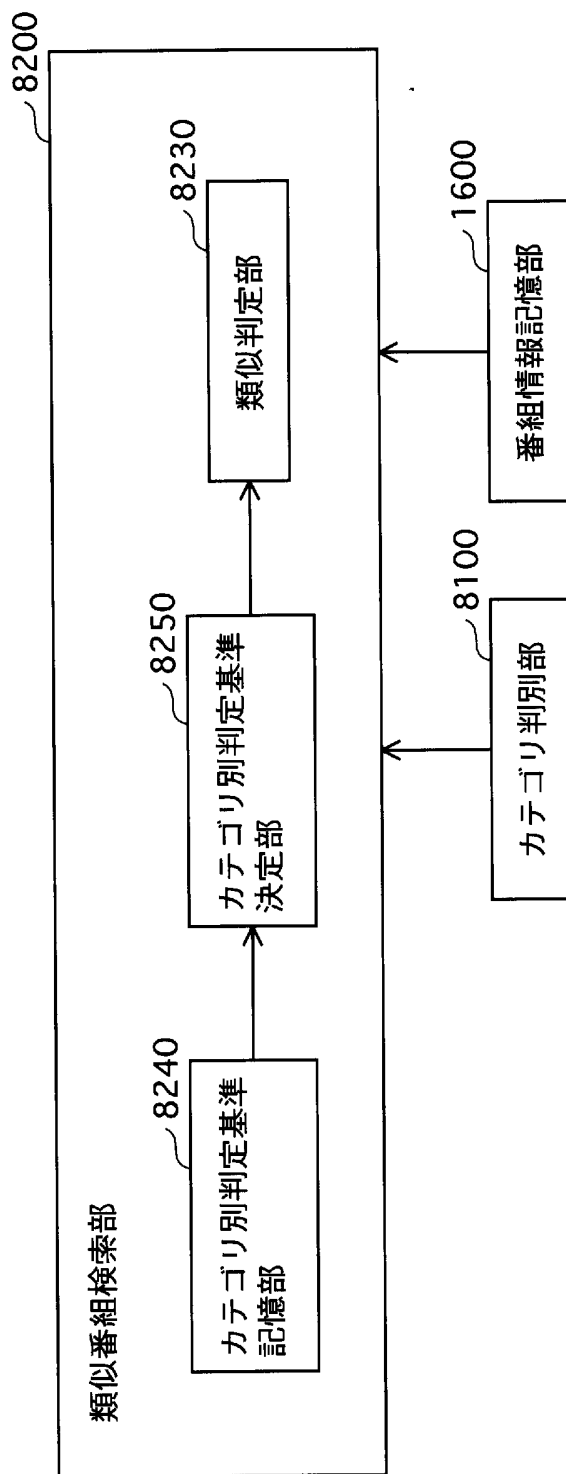 8200
類似番組検索部
8240
カテゴリ別判定基準
記憶部
8250
カテゴリ別判定基準
決定部
8230
類似判定部
8100
カテゴリ判別部
1600
番組情報記憶部